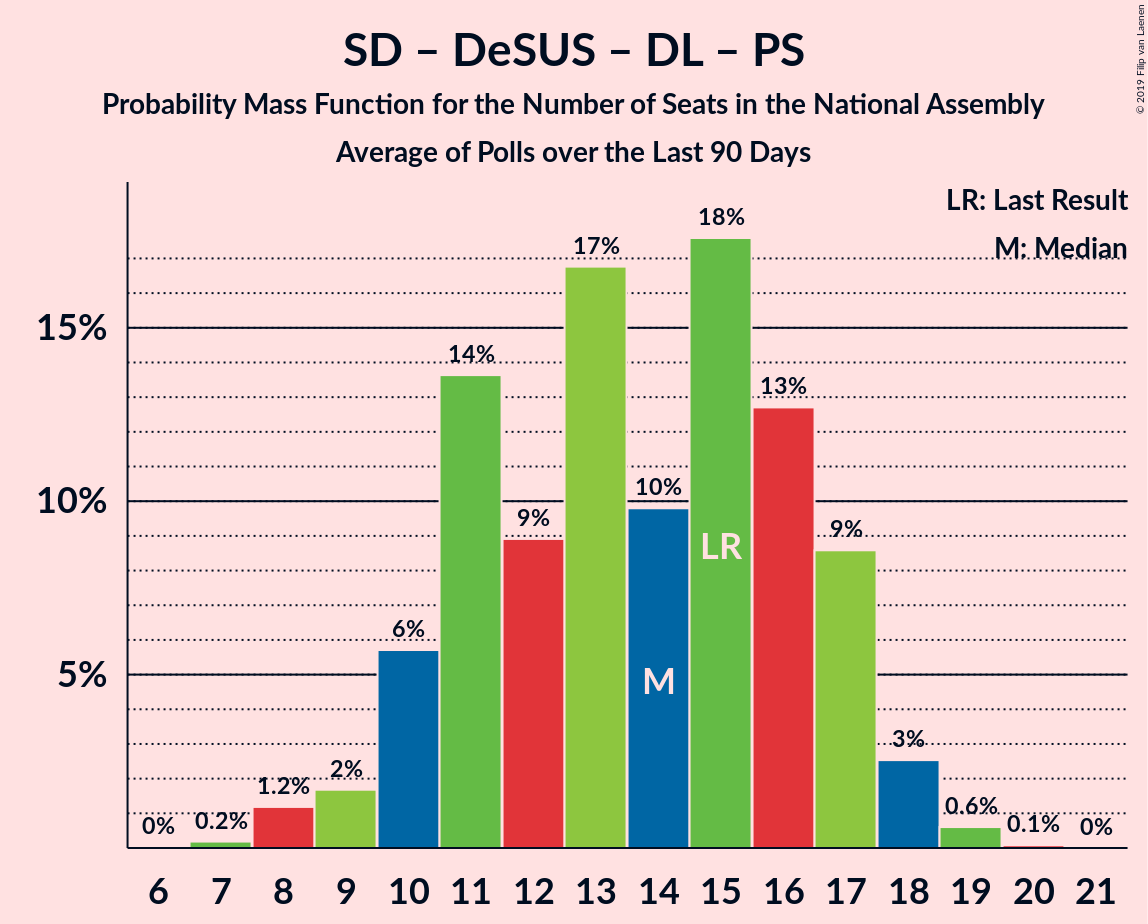 SD – DeSUS – DL – PS
Probability Mass Function for the Number of Seats in the National Assembly
Average of Polls over the Last 90 Days
© 2019 Filip van Laenen
LR: Last Result
M: Median
15%
10%
5%
0%
0.2%
1.2%
2%
6%
14%
9%
17%
10%
18%
13%
9%
3%
0.6%
0.1%
0%
M
LR
6 7 8 9 10 11 12 13 14 15 16 17 18 19 20 21